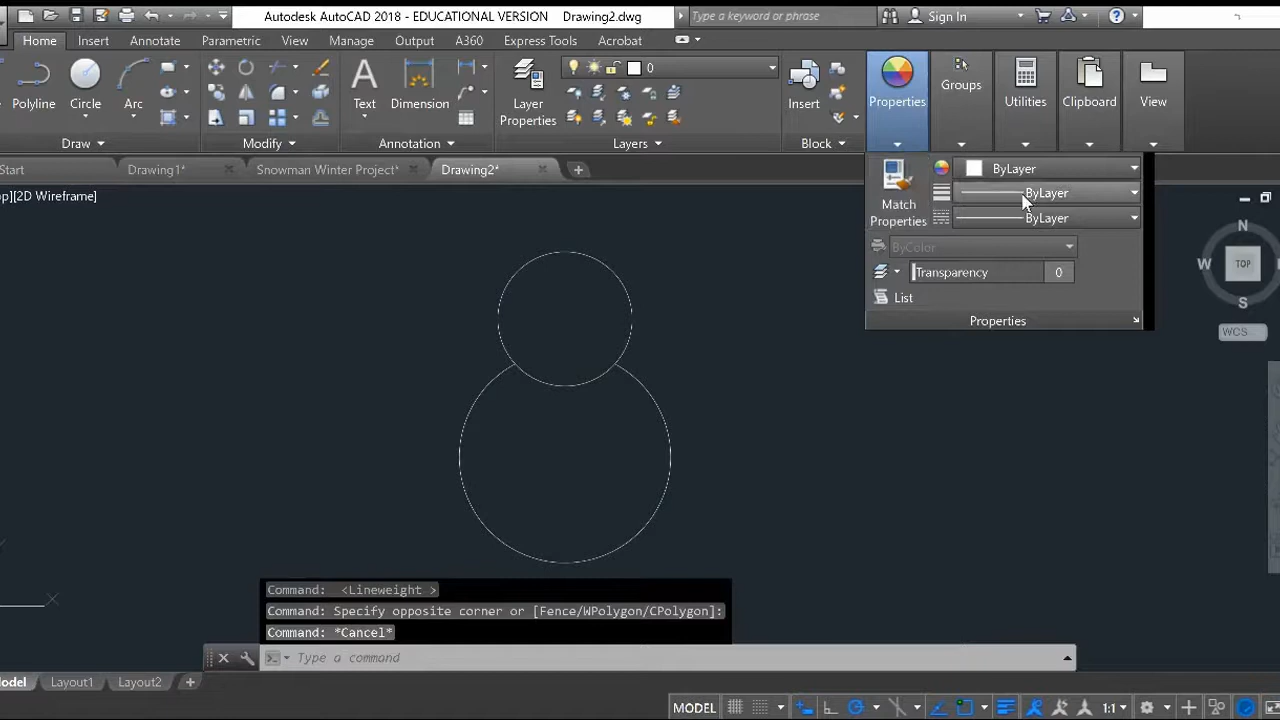 Autodesk AutoCAD 2018 - EDUCATIONAL VERSION Drawing2.dwg Type a keyword or phrase Sign In
Home Insert Annotate Parametric View Manage Output A360 Express Tools Acrobat
Polyline Circle Arc Text Dimension Layer Properties 0 Insert Properties Groups Utilities Clipboard View
Draw Modify Annotation Layers Block
Start Drawing1* Snowman Winter Project* Drawing2*
op][2D Wireframe]
ByLayer
Match Properties
ByLayer
ByLayer
ByColor
Transparency 0
List
Properties
N
W TOP
S
WCS
Command: <Lineweight >
Command: Specify opposite corner or [Fence/WPolygon/CPolygon]:
Command: *Cancel*
Type a command
odel Layout1 Layout2
MODEL 1:1